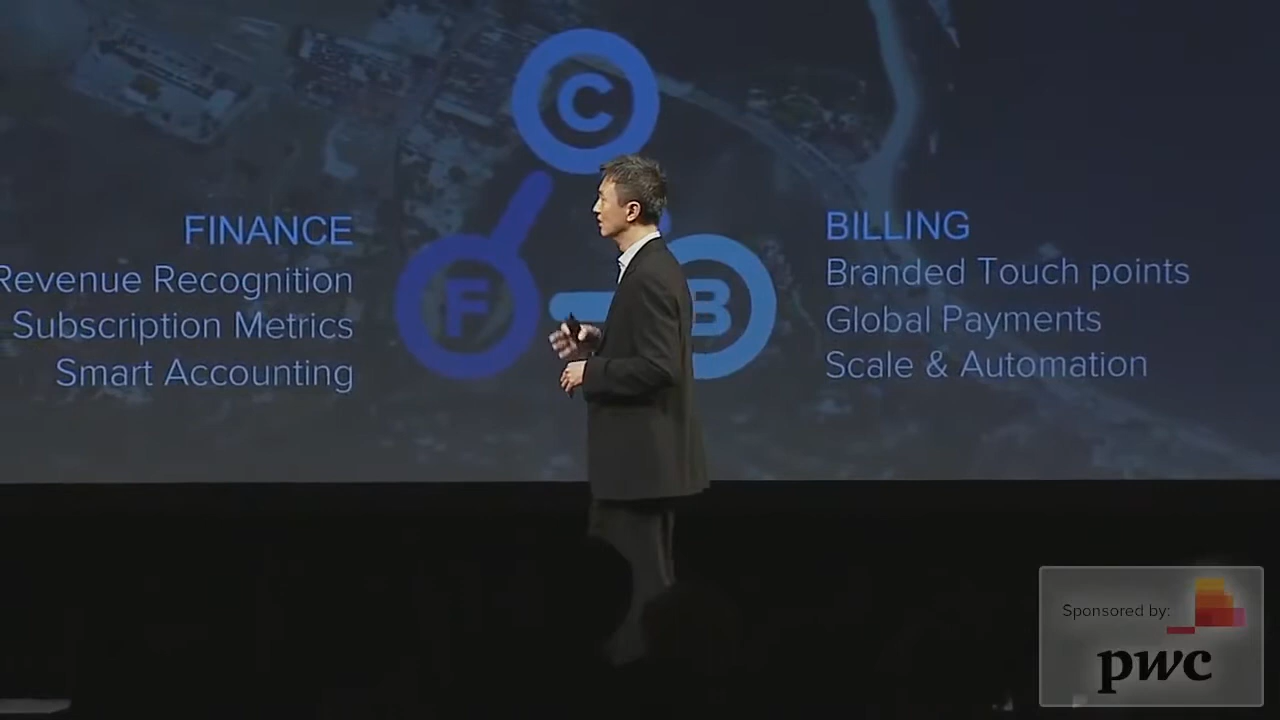 C
FINANCE
Revenue Recognition
Subscription Metrics
Smart Accounting
F
B
BILLING
Branded Touch points
Global Payments
Scale & Automation
Sponsored by:
pwc